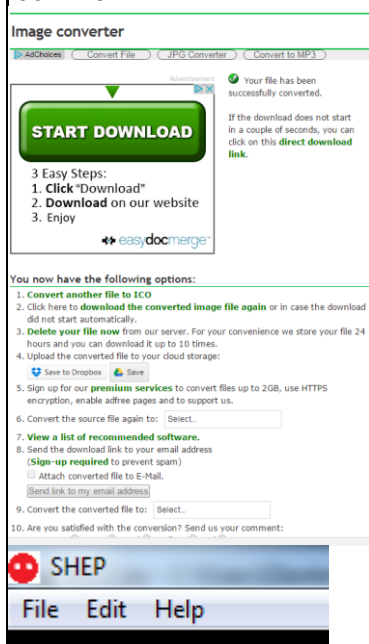 Image converter
AdChoices Convert File JPG Converter Convert to MP3
Advertisement
START DOWNLOAD
3 Easy Steps:
1. Click "Download"
2. Download on our website
3. Enjoy
easydocmerge
Your file has been
successfully converted.
If the download does not start
in a couple of seconds, you can
click on this direct download
link.
You now have the following options:
1. Convert another file to ICO
2. Click here to download the converted image file again or in case the download
did not start automatically.
3. Delete your file now from our server. For your convenience we store your file 24
hours and you can download it up to 10 times.
4. Upload the converted file to your cloud storage:
Save to Dropbox Save
5. Sign up for our premium services to convert files up to 2GB, use HTTPS
encryption, enable adfree pages and to support us.
6. Convert the source file again to: Select..
7. View a list of recommended software.
8. Send the download link to your email address
(Sign-up required to prevent spam)
Attach converted file to E-Mail.
Send link to my email address
9. Convert the converted file to: Select..
10. Are you satisfied with the conversion? Send us your comment:
SHEP
File Edit Help